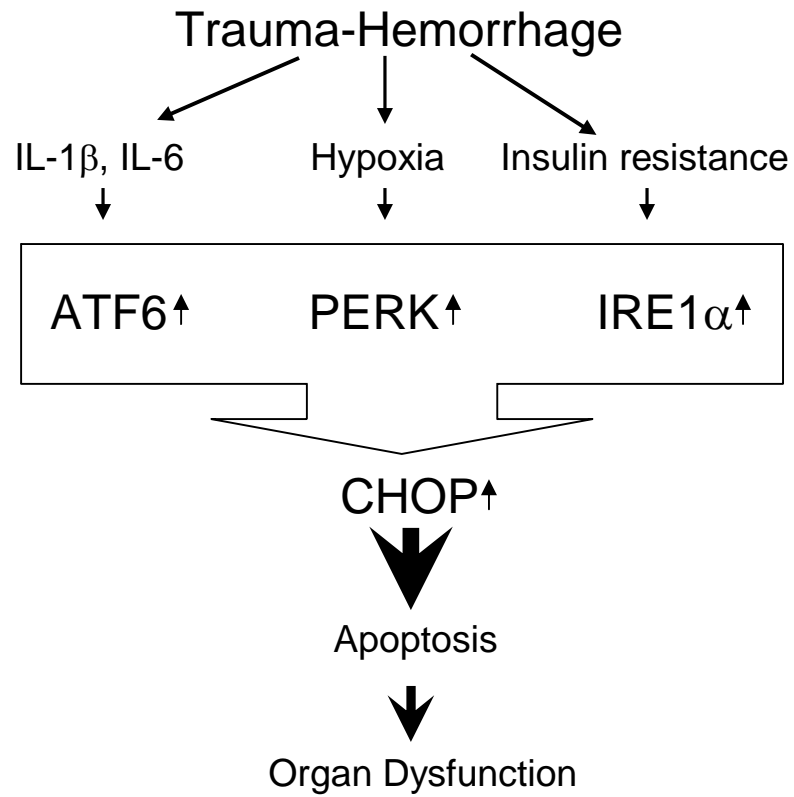 Trauma-Hemorrhage
IL-1β, IL-6 Hypoxia Insulin resistance
ATF6 PERK IRE1α
CHOP
Apoptosis
Organ Dysfunction